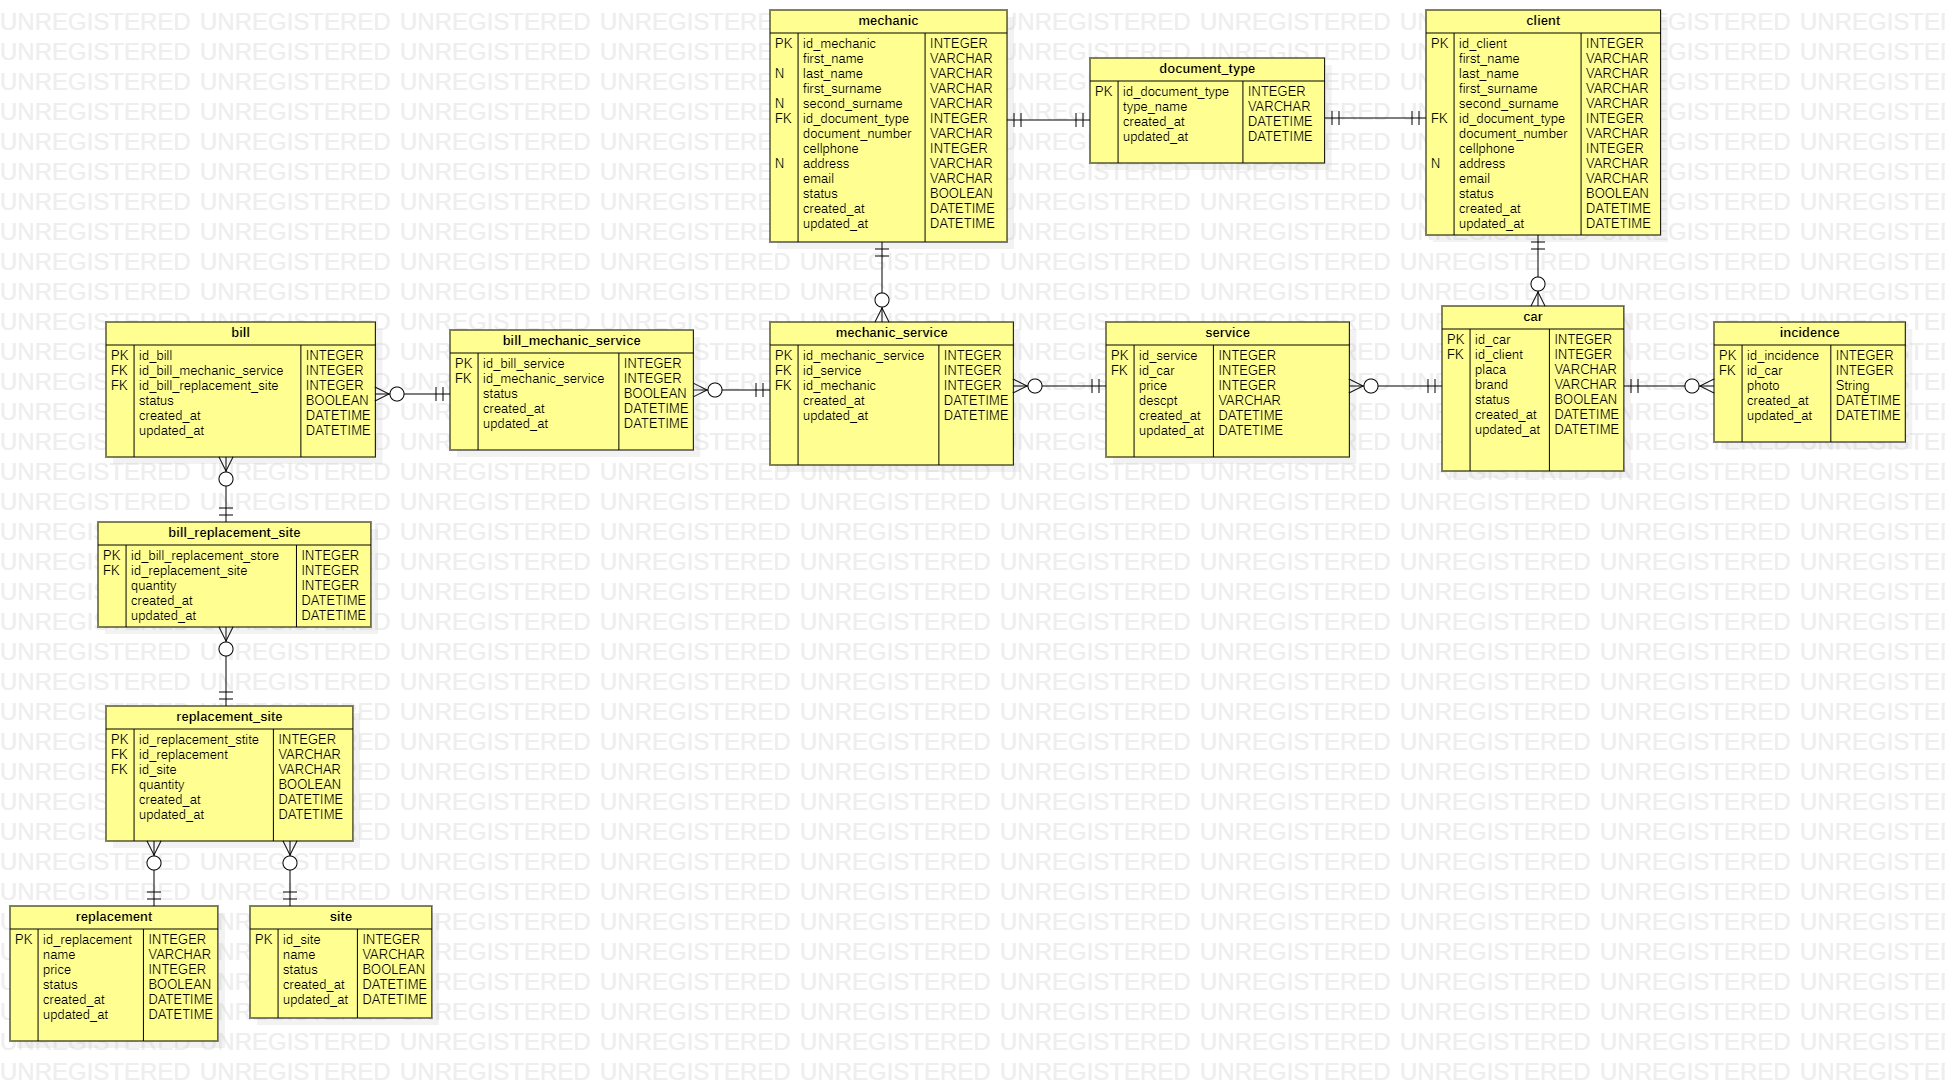 mechanic
PK id_mechanic INTEGER
first_name VARCHAR
N last_name VARCHAR
first_surname VARCHAR
N second_surname VARCHAR
FK id_document_type INTEGER
document_number VARCHAR
cellphone INTEGER
N address VARCHAR
email VARCHAR
status BOOLEAN
created_at DATETIME
updated_at DATETIME
document_type
PK id_document_type INTEGER
type_name VARCHAR
created_at DATETIME
updated_at DATETIME
client
PK id_client INTEGER
first_name VARCHAR
last_name VARCHAR
first_surname VARCHAR
second_surname VARCHAR
FK id_document_type INTEGER
document_number VARCHAR
cellphone INTEGER
N address VARCHAR
email VARCHAR
status BOOLEAN
created_at DATETIME
updated_at DATETIME
bill
PK id_bill INTEGER
FK id_bill_mechanic_service INTEGER
FK id_bill_replacement_site INTEGER
status BOOLEAN
created_at DATETIME
updated_at DATETIME
bill_mechanic_service
PK id_bill_service INTEGER
FK id_mechanic_service INTEGER
status BOOLEAN
created_at DATETIME
updated_at DATETIME
mechanic_service
PK id_mechanic_service INTEGER
FK id_service INTEGER
FK id_mechanic INTEGER
created_at DATETIME
updated_at DATETIME
service
PK id_service INTEGER
FK id_car INTEGER
price INTEGER
descpt VARCHAR
created_at DATETIME
updated_at DATETIME
car
PK id_car INTEGER
FK id_client INTEGER
placa VARCHAR
brand VARCHAR
status BOOLEAN
created_at DATETIME
updated_at DATETIME
incidence
PK id_incidence INTEGER
FK id_car INTEGER
photo String
created_at DATETIME
updated_at DATETIME
bill_replacement_site
PK id_bill_replacement_store INTEGER
FK id_replacement_site INTEGER
quantity INTEGER
created_at DATETIME
updated_at DATETIME
replacement_site
PK id_replacement_stite INTEGER
FK id_replacement VARCHAR
FK id_site VARCHAR
quantity BOOLEAN
created_at DATETIME
updated_at DATETIME
replacement
PK id_replacement INTEGER
name VARCHAR
price INTEGER
status BOOLEAN
created_at DATETIME
updated_at DATETIME
site
PK id_site INTEGER
name VARCHAR
status BOOLEAN
created_at DATETIME
updated_at DATETIME
UNREGISTERED